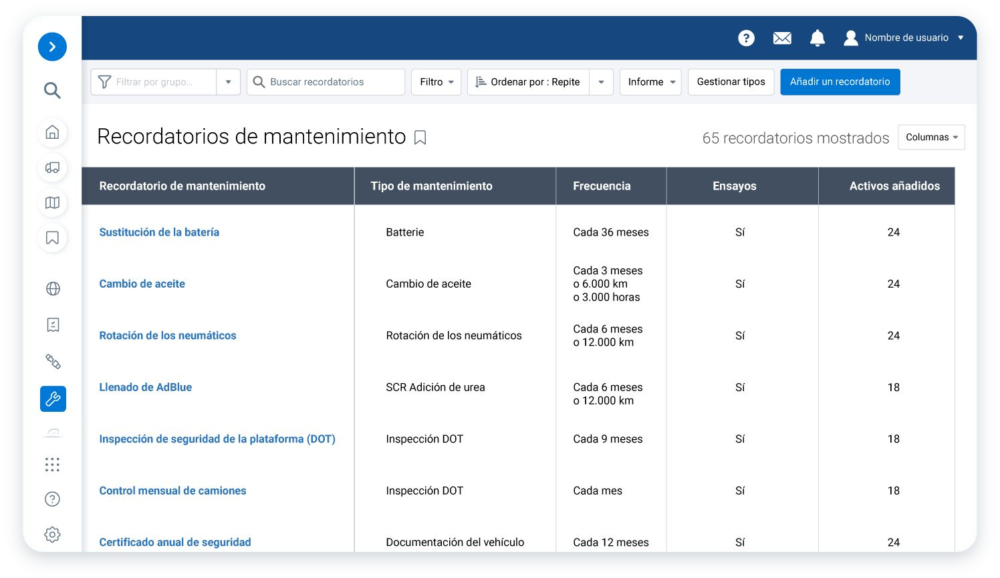 Nombre de usuario
Filtrar por grupo...
Buscar recordatorios
Filtro
Ordenar por : Repite
Informe
Gestionar tipos
Añadir un recordatorio
Recordatorios de mantenimiento
65 recordatorios mostrados
Columnas
Recordatorio de mantenimiento Tipo de mantenimiento Frecuencia Ensayos Activos añadidos
Sustitución de la batería Batterie Cada 36 meses Sí 24
Cambio de aceite Cambio de aceite Cada 3 meses
o 6.000 km
o 3.000 horas
Sí 24
Rotación de los neumáticos Rotación de los neumáticos Cada 6 meses
o 12.000 km
Sí 24
Llenado de AdBlue SCR Adición de urea Cada 6 meses
o 12.000 km
Sí 18
Inspección de seguridad de la plataforma (DOT) Inspección DOT Cada 9 meses Sí 18
Control mensual de camiones Inspección DOT Cada mes Sí 18
Certificado anual de seguridad Documentación del vehículo Cada 12 meses Sí 24